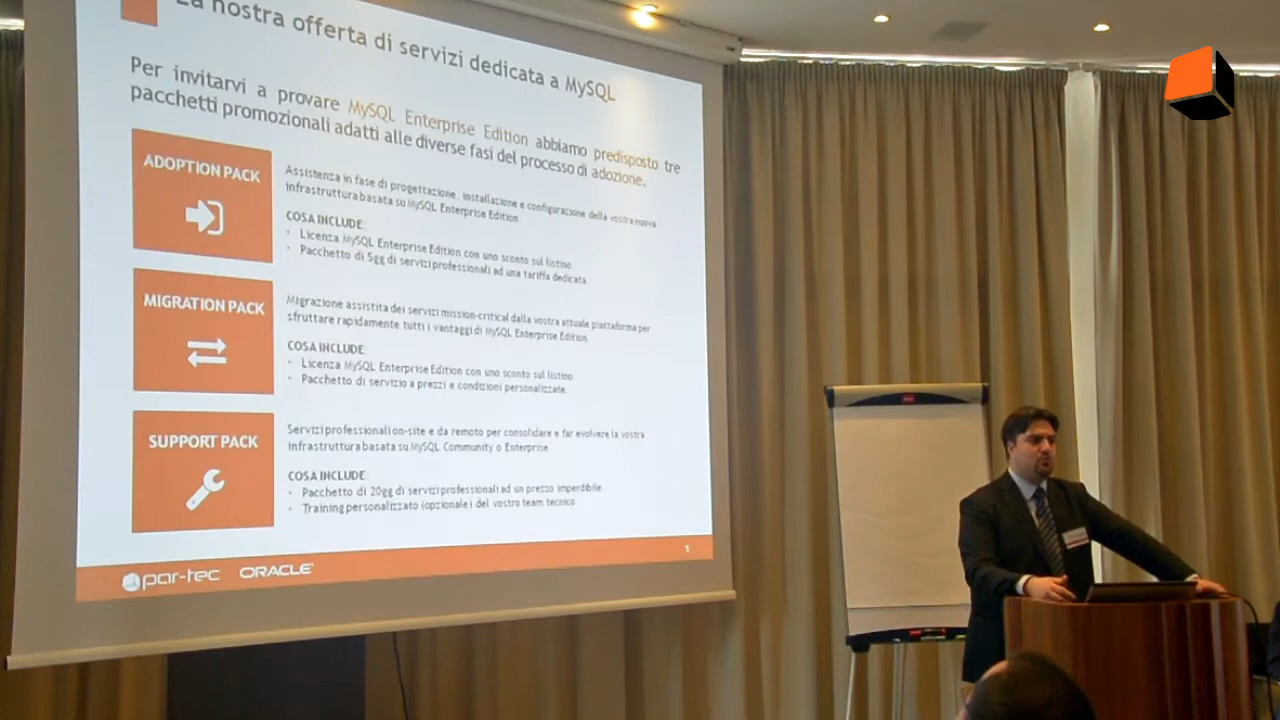 La nostra offerta di servizi dedicata a MySQL
Per invitarvi a provare MySQL Enterprise Edition abbiamo predisposto tre
pacchetti promozionali adatti alle diverse fasi del processo di adozione.
ADOPTION PACK
Assistenza in fase di progettazione, installazione e configurazione della vostra nuova
infrastruttura basata su MySQL Enterprise Edition.
COSA INCLUDE:
• Licenza MySQL Enterprise Edition con uno sconto sul listino
• Pacchetto di 5gg di servizi professionali ad una tariffa dedicata
MIGRATION PACK
Migrazione assistita dei servizi mission-critical dalla vostra attuale piattaforma per
sfruttare rapidamente tutti i vantaggi di MySQL Enterprise Edition.
COSA INCLUDE:
• Licenza MySQL Enterprise Edition con uno sconto sul listino
• Pacchetto di servizio a prezzi e condizioni personalizzate.
SUPPORT PACK
Servizi professionali on-site e da remoto per consolidare e far evolvere la vostra
infrastruttura basata su MySQL Community o Enterprise.
COSA INCLUDE:
• Pacchetto di 20gg di servizi professionali ad un prezzo imperdibile
• Training personalizzato (opzionale) del vostro team tecnico
par-tec ORACLE